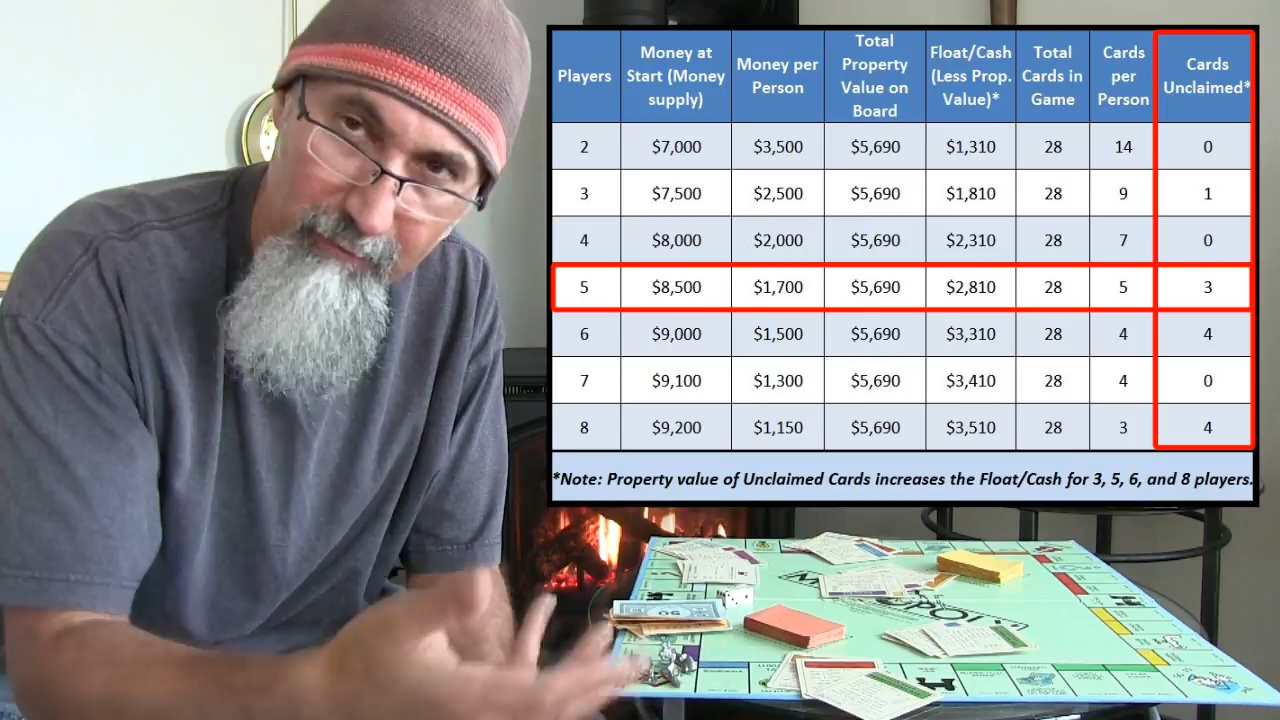 Players
Money at
Start (Money
supply)
Money per
Person
Total
Property
Value on
Board
Float/Cash
(Less Prop.
Value)*
Total
Cards in
Game
Cards
per
Person
Cards
Unclaimed*
2 $7,000 $3,500 $5,690 $1,310 28 14 0
3 $7,500 $2,500 $5,690 $1,810 28 9 1
4 $8,000 $2,000 $5,690 $2,310 28 7 0
5 $8,500 $1,700 $5,690 $2,810 28 5 3
6 $9,000 $1,500 $5,690 $3,310 28 4 4
7 $9,100 $1,300 $5,690 $3,410 28 4 0
8 $9,200 $1,150 $5,690 $3,510 28 3 4
*Note: Property value of Unclaimed Cards increases the Float/Cash for 3, 5, 6, and 8 players.
50